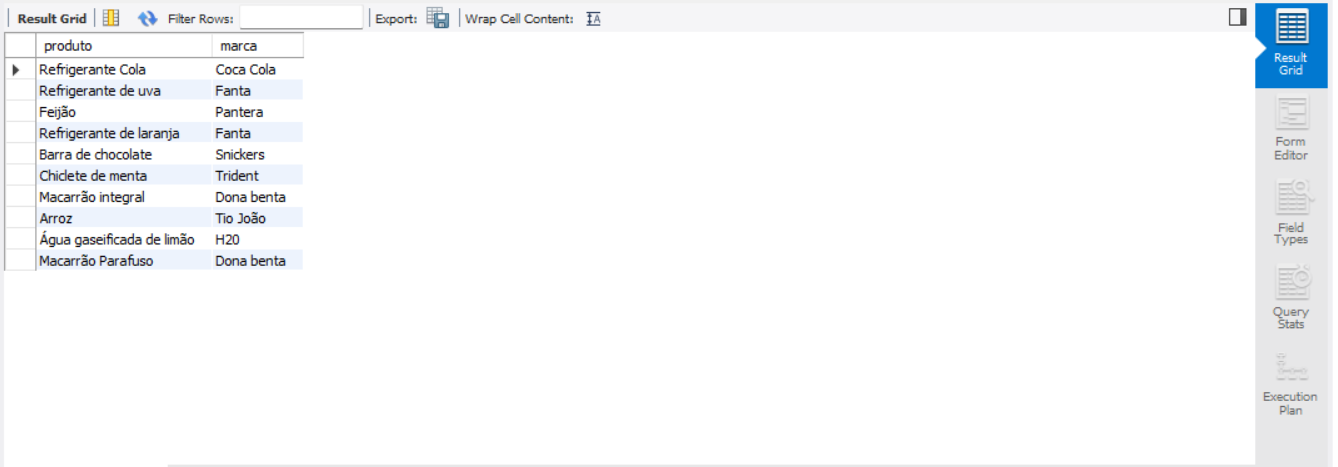 Result Grid Filter Rows: Export: Wrap Cell Content: IA
produto marca
Refrigerante Cola Coca Cola
Refrigerante de uva Fanta
Feijão Pantera
Refrigerante de laranja Fanta
Barra de chocolate Snickers
Chiclete de menta Trident
Macarrão integral Dona benta
Arroz Tio João
Água gaseificada de limão H20
Macarrão Parafuso Dona benta
Result
Grid
Form
Editor
Field
Types
Query
Stats
Execution
Plan